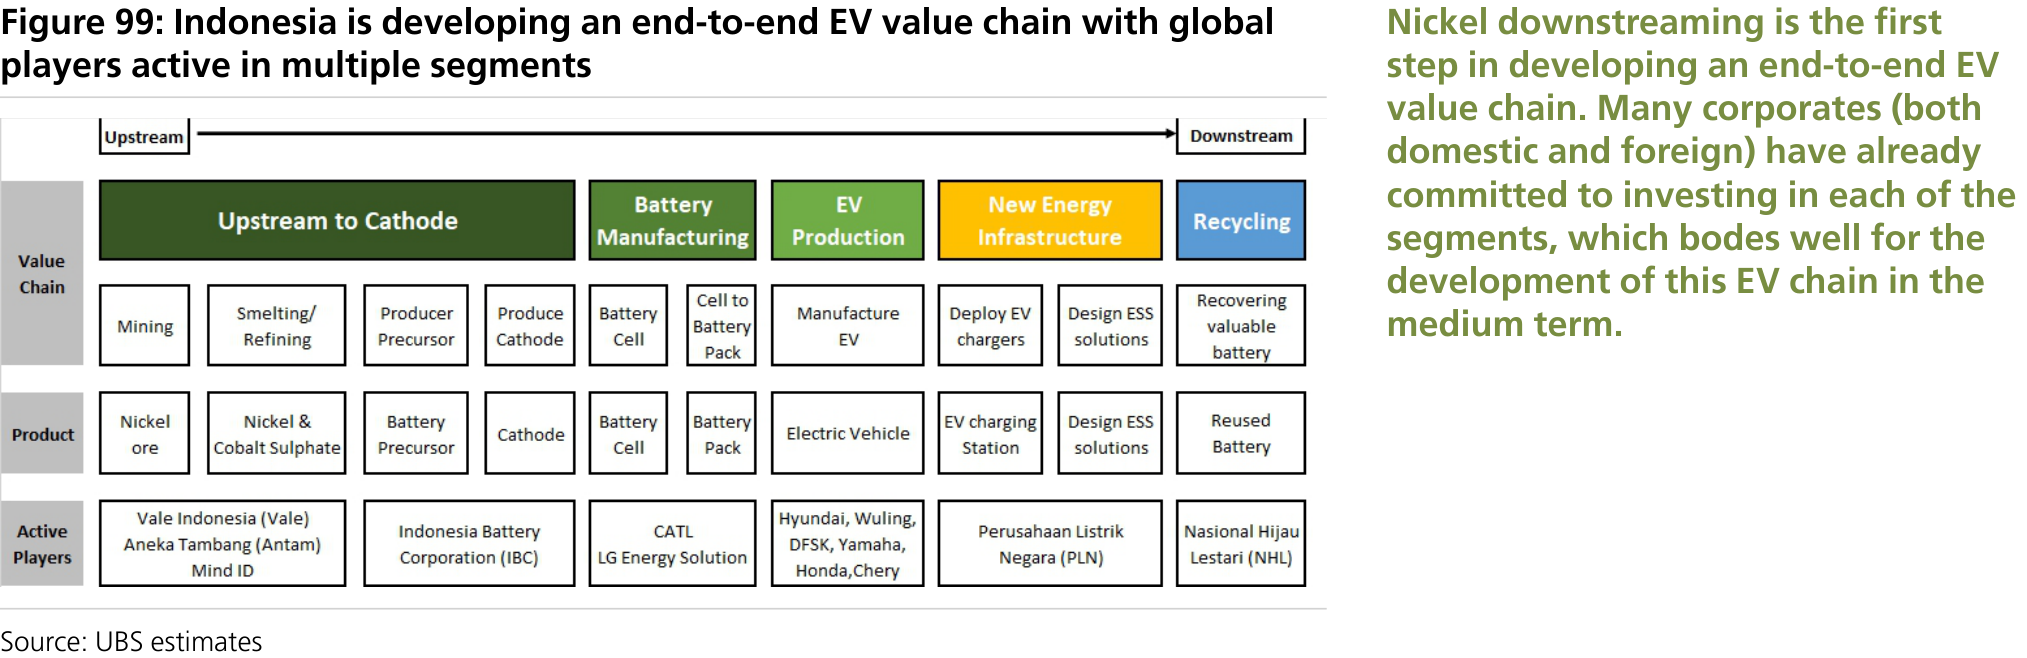 Figure 99: Indonesia is developing an end-to-end EV value chain with global
players active in multiple segments
Upstream
Downstream
Value
Chain
Upstream to Cathode
Battery
Manufacturing
EV
Production
New Energy
Infrastructure
Recycling
Mining
Smelting/
Refining
Producer
Precursor
Produce
Cathode
Battery
Cell
Cell to
Battery
Pack
Manufacture
EV
Deploy EV
chargers
Design ESS
solutions
Recovering
valuable
battery
Product
Nickel
ore
Nickel &
Cobalt Sulphate
Battery
Precursor
Cathode
Battery
Cell
Battery
Pack
Electric Vehicle
EV charging
Station
Design ESS
solutions
Reused
Battery
Active
Players
Vale Indonesia (Vale)
Aneka Tambang (Antam)
Mind ID
Indonesia Battery
Corporation (IBC)
CATL
LG Energy Solution
Hyundai, Wuling,
DFSK, Yamaha,
Honda,Chery
Perusahaan Listrik
Negara (PLN)
Nasional Hijau
Lestari (NHL)
Source: UBS estimates
Nickel downstreaming is the first
step in developing an end-to-end EV
value chain. Many corporates (both
domestic and foreign) have already
committed to investing in each of the
segments, which bodes well for the
development of this EV chain in the
medium term.